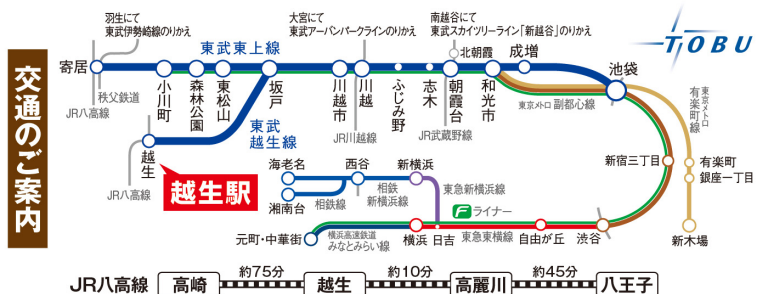 交通のご案内
羽生にて
東武伊勢崎線のりかえ
大宮にて
東武アーバンパークラインのりかえ
南越谷にて
東武スカイツリーライン「新越谷」のりかえ
TOBU
東武東上線
北朝霞
成増
池袋
寄居
小川町
森林公園
東松山
坂戸
川越市
川越
ふじみ野
志木
朝霞台
和光市
秩父鉄道
JR八高線
東武
越生線
JR川越線
JR武蔵野線
東京メトロ 副都心線
東京メトロ
有楽町線
越生
JR八高線
越生駅
海老名
西谷
新横浜
湘南台
相鉄線
相鉄
新横浜線
東急新横浜線
新宿三丁目
有楽町
銀座一丁目
新木場
F ライナー
元町・中華街
横浜高速鉄道
みなとみらい線
横浜
日吉
東急東横線
自由が丘
渋谷
JR八高線
高崎
約75分
越生
約10分
高麗川
約45分
八王子